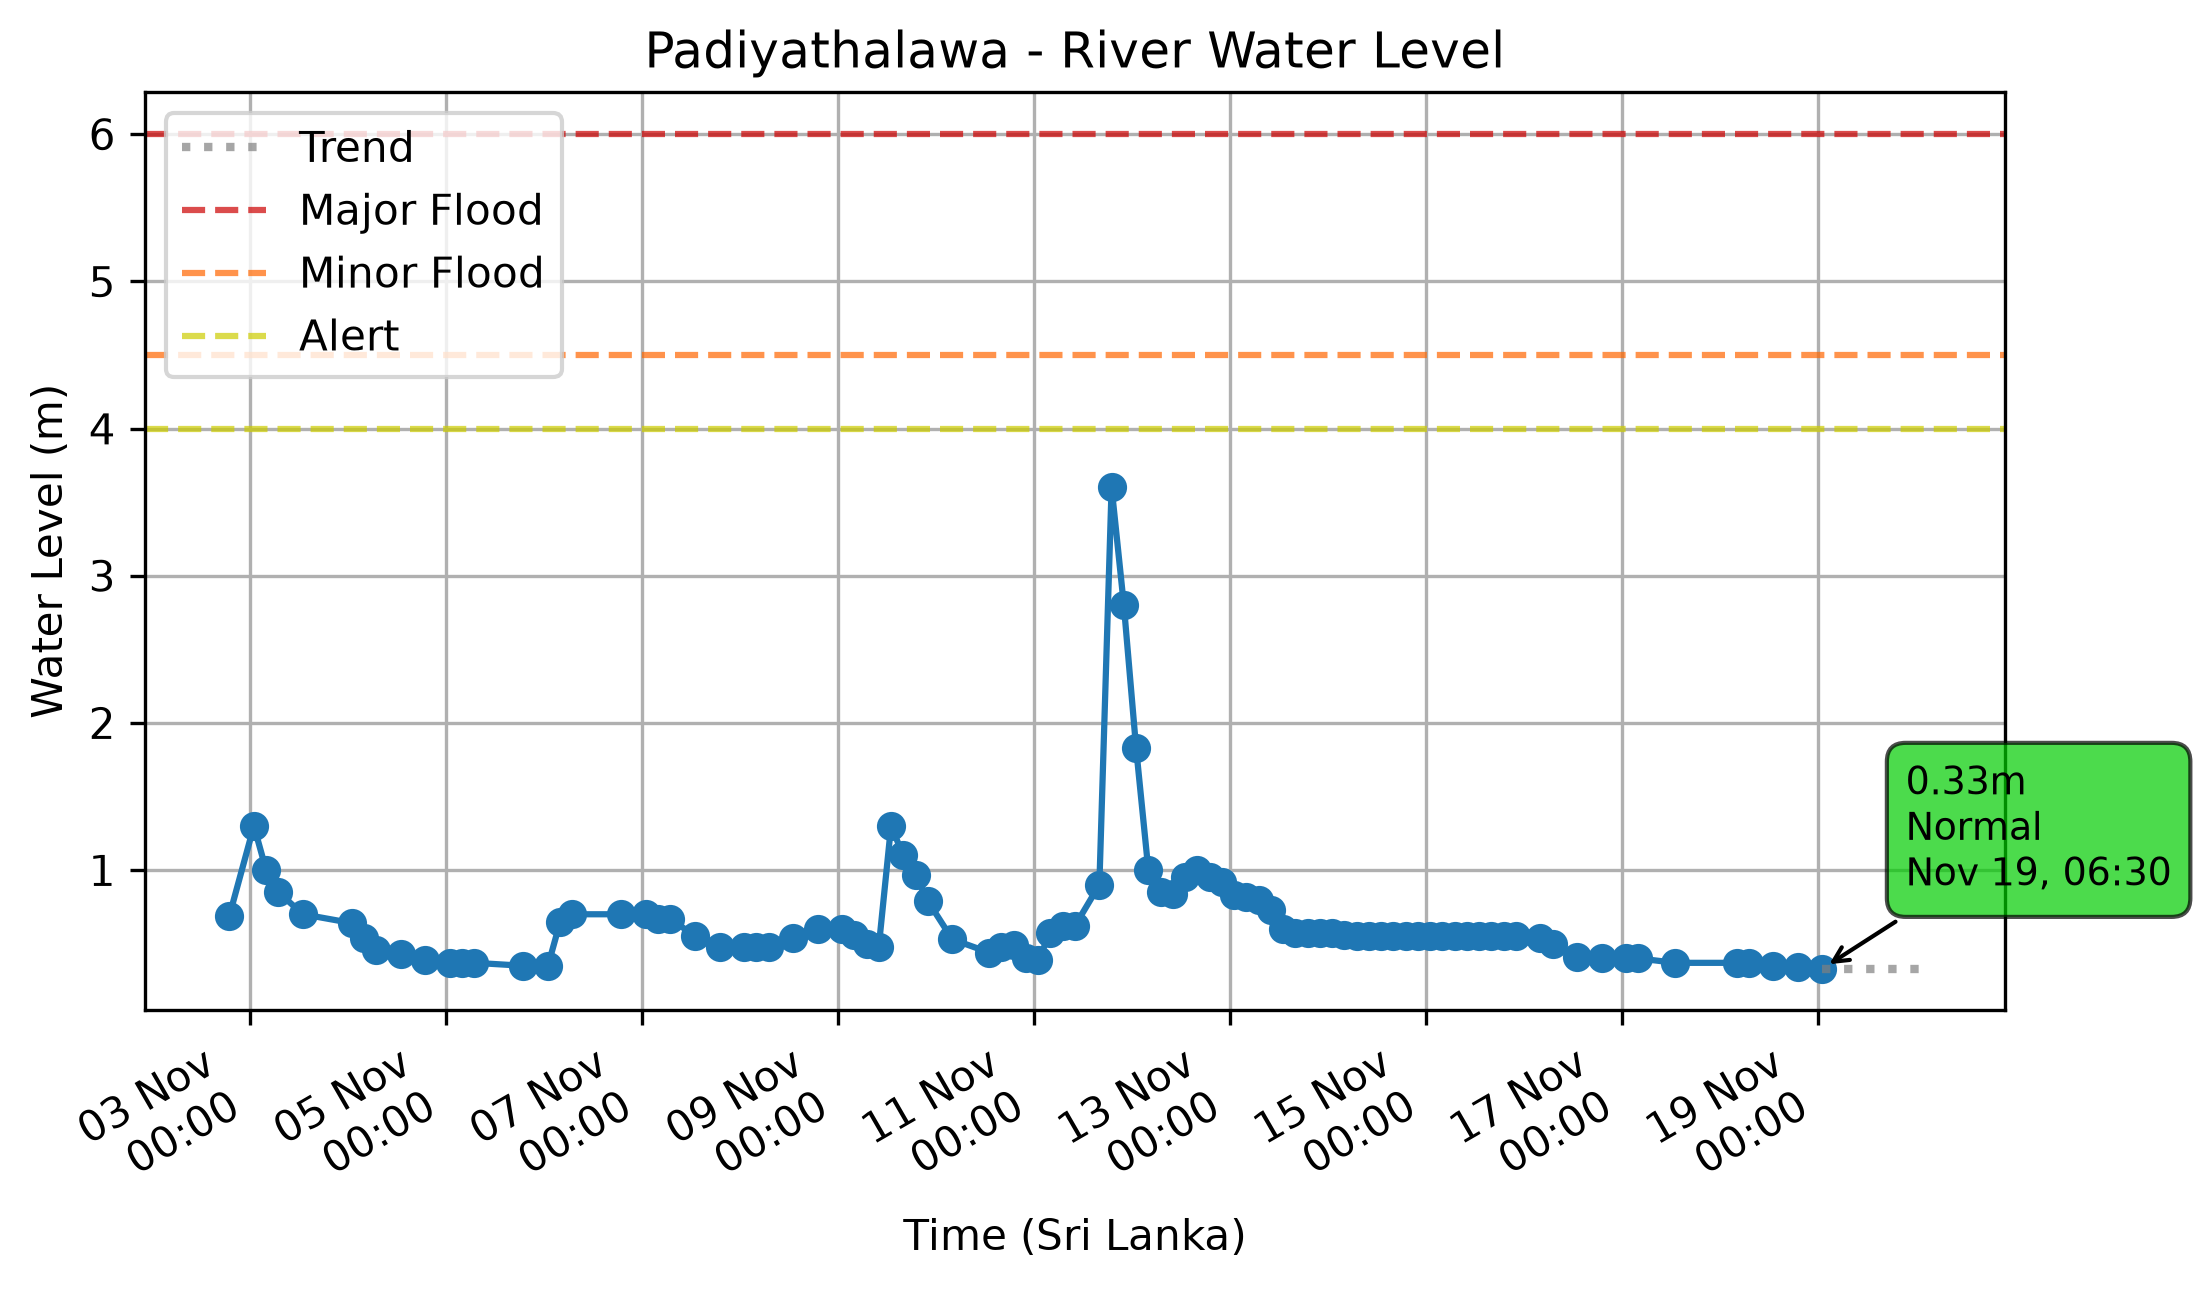 Padiyathalawa - River Water Level
Trend
Major Flood
Minor Flood
Alert
Water Level (m)
6
5
4
3
2
1
0.33m
Normal
Nov 19, 06:30
03 Nov
00:00
05 Nov
00:00
07 Nov
00:00
09 Nov
00:00
11 Nov
00:00
13 Nov
00:00
15 Nov
00:00
17 Nov
00:00
19 Nov
00:00
Time (Sri Lanka)